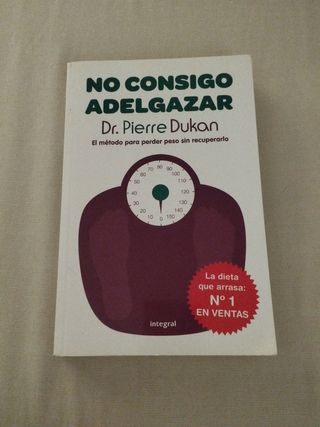 NO CONSIGO
ADELGAZAR
Dr. Pierre Dukan
El método para perder peso sin recuperarlo
La dieta
que arrasa:
Nº 1
EN VENTAS
integral